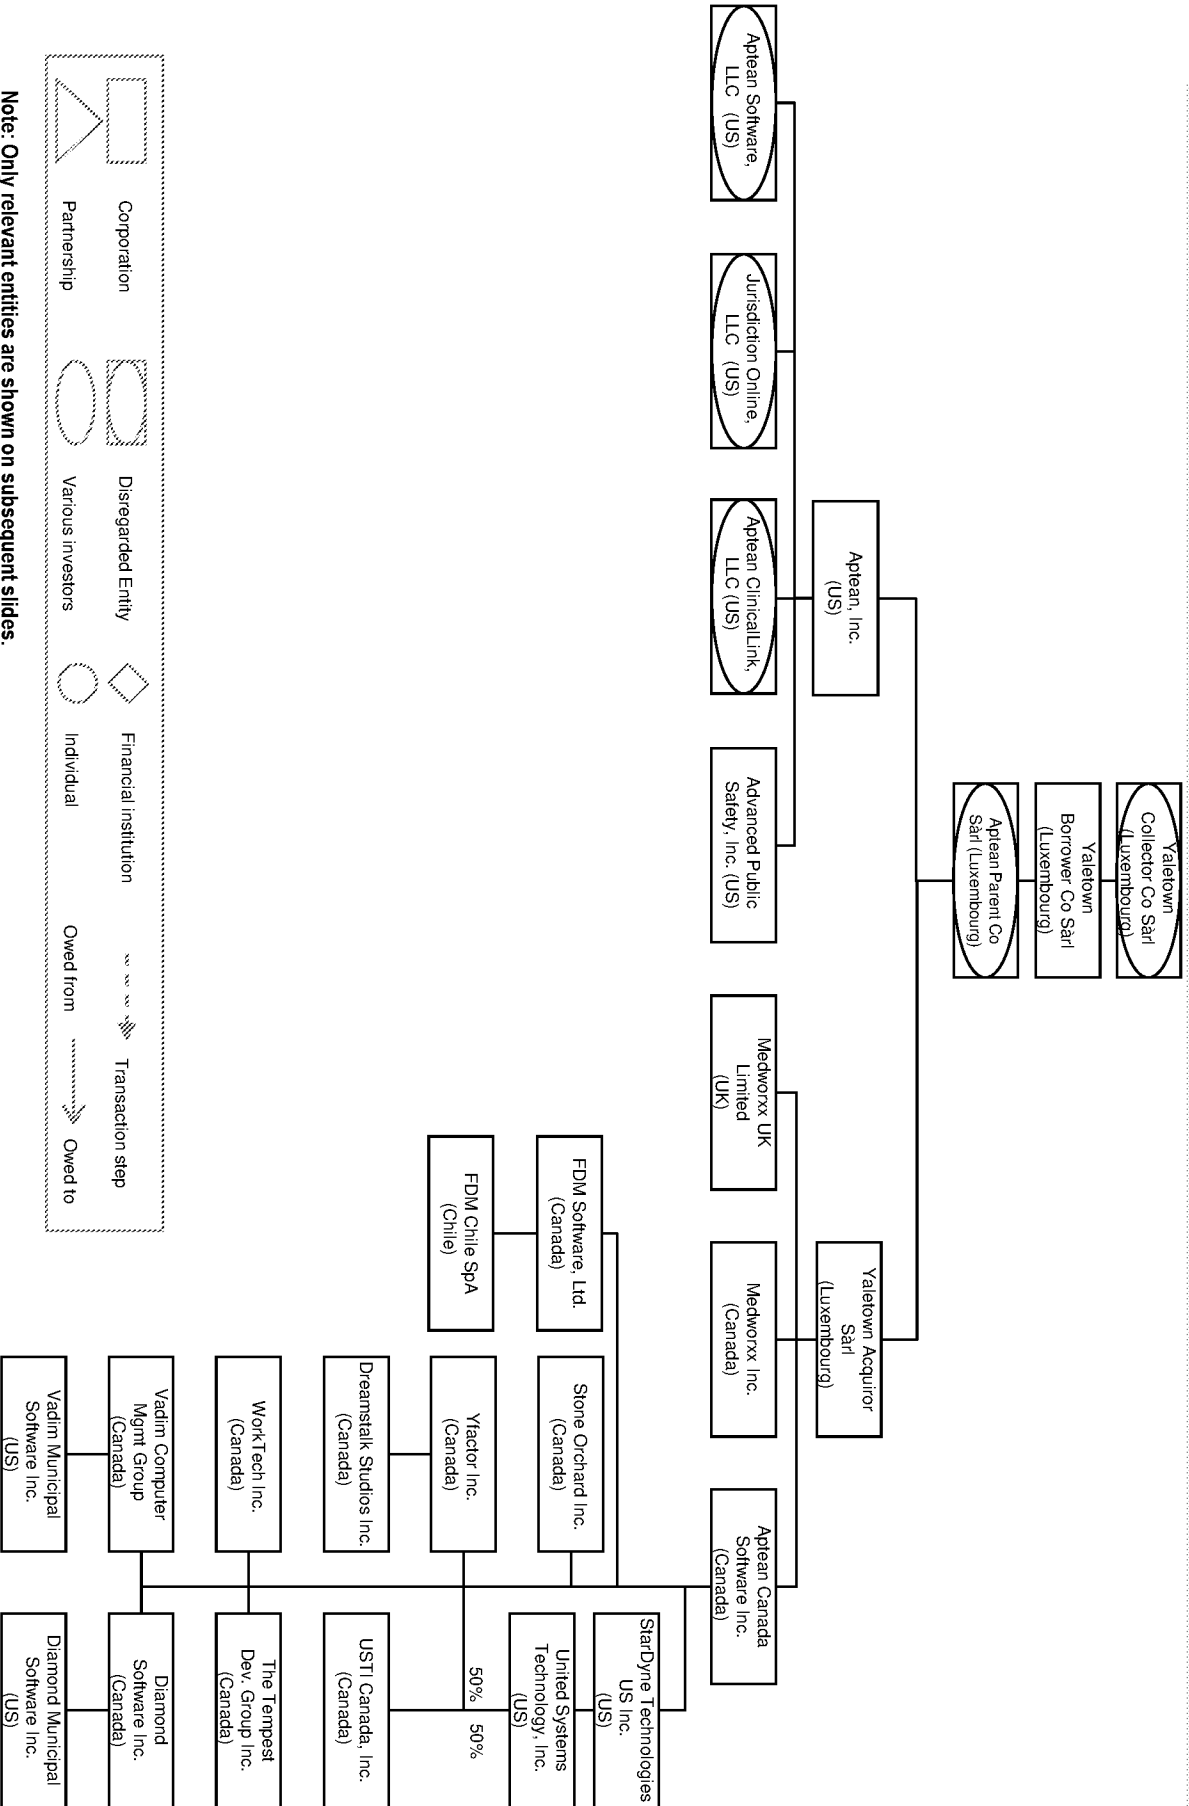 Yaletown
Collector Co Sàrl
(Luxembourg)
Yaletown
Borrower Co Sàrl
(Luxembourg)
Aptean Parent Co
Sàrl (Luxembourg)
Aptean, Inc.
(US)
Yaletown Acquiror
Sàrl
(Luxembourg)
Aptean Software,
LLC (US)
Jurisdiction Online,
LLC (US)
Aptean ClinicalLink,
LLC (US)
Advanced Public
Safety, Inc. (US)
Medworxx UK
Limited
(UK)
Medworxx Inc.
(Canada)
Aptean Canada
Software Inc.
(Canada)
StarDyne Technologies
US Inc.
(US)
FDM Software, Ltd.
(Canada)
Stone Orchard Inc.
(Canada)
United Systems
Technology, Inc.
(US)
FDM Chile SpA
(Chile)
Yfactor Inc.
(Canada)
50%
50%
Dreamstalk Studios Inc.
(Canada)
USTI Canada, Inc.
(Canada)
WorkTech Inc.
(Canada)
The Tempest
Dev. Group Inc.
(Canada)
Vadim Computer
Mgmt Group
(Canada)
Diamond
Software Inc.
(Canada)
Vadim Municipal
Software Inc.
(US)
Diamond Municipal
Software Inc.
(US)
Corporation
Disregarded Entity
Financial institution
Transaction step
Partnership
Various investors
Individual
Owed from
Owed to
Note: Only relevant entities are shown on subsequent slides.